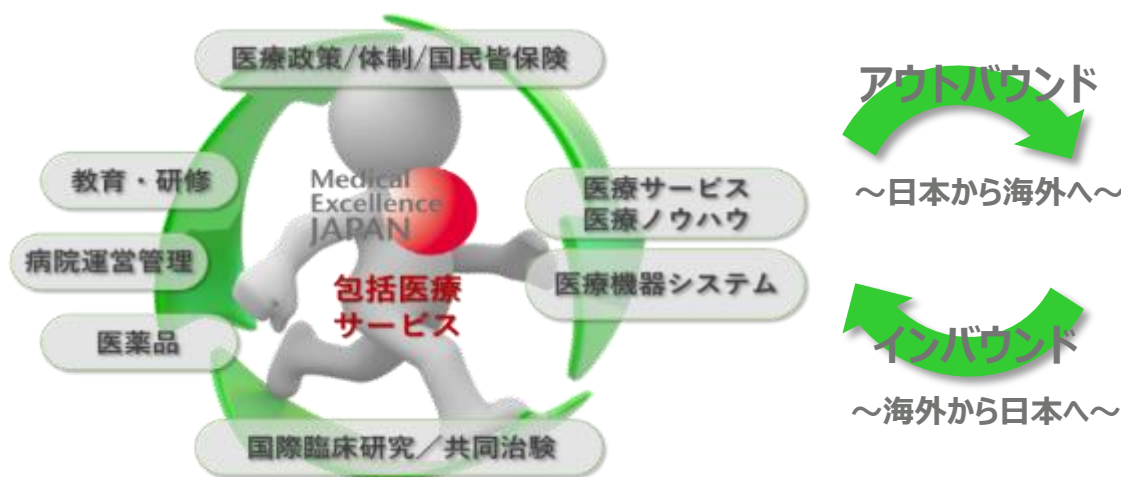 医療政策/体制/国民皆保険
教育・研修
病院運営管理
医薬品
Medical
Excellence
JAPAN
包括医療
サービス
医療サービス
医療ノウハウ
医療機器システム
国際臨床研究／共同治験
アウトバウンド
～日本から海外へ～
インバウンド
～海外から日本へ～